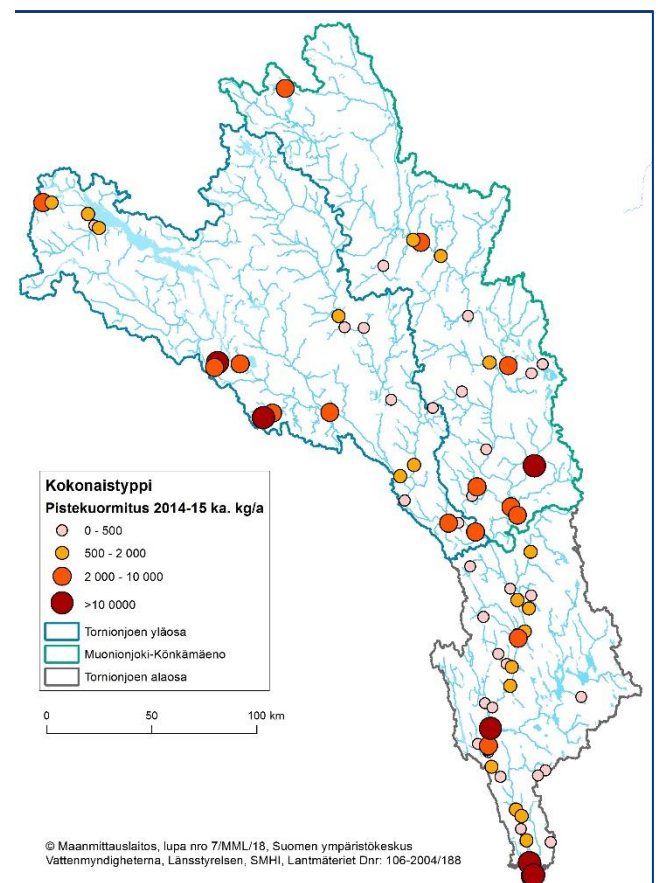 Kokonaistyppi
Pistekuormitus 2014-15 ka. kg/a
0 - 500
500 - 2 000
2 000 - 10 000
>10 0000
Tornionjoen yläosa
Muonionjoki-Könkämäeno
Tornionjoen alaosa
0 50 100 km
© Maanmittauslaitos, lupa nro 7/MML/18, Suomen ympäristökeskus
Vattenmyndigheterna, Länsstyrelsen, SMHI, Lantmäteriet Dnr: 106-2004/188